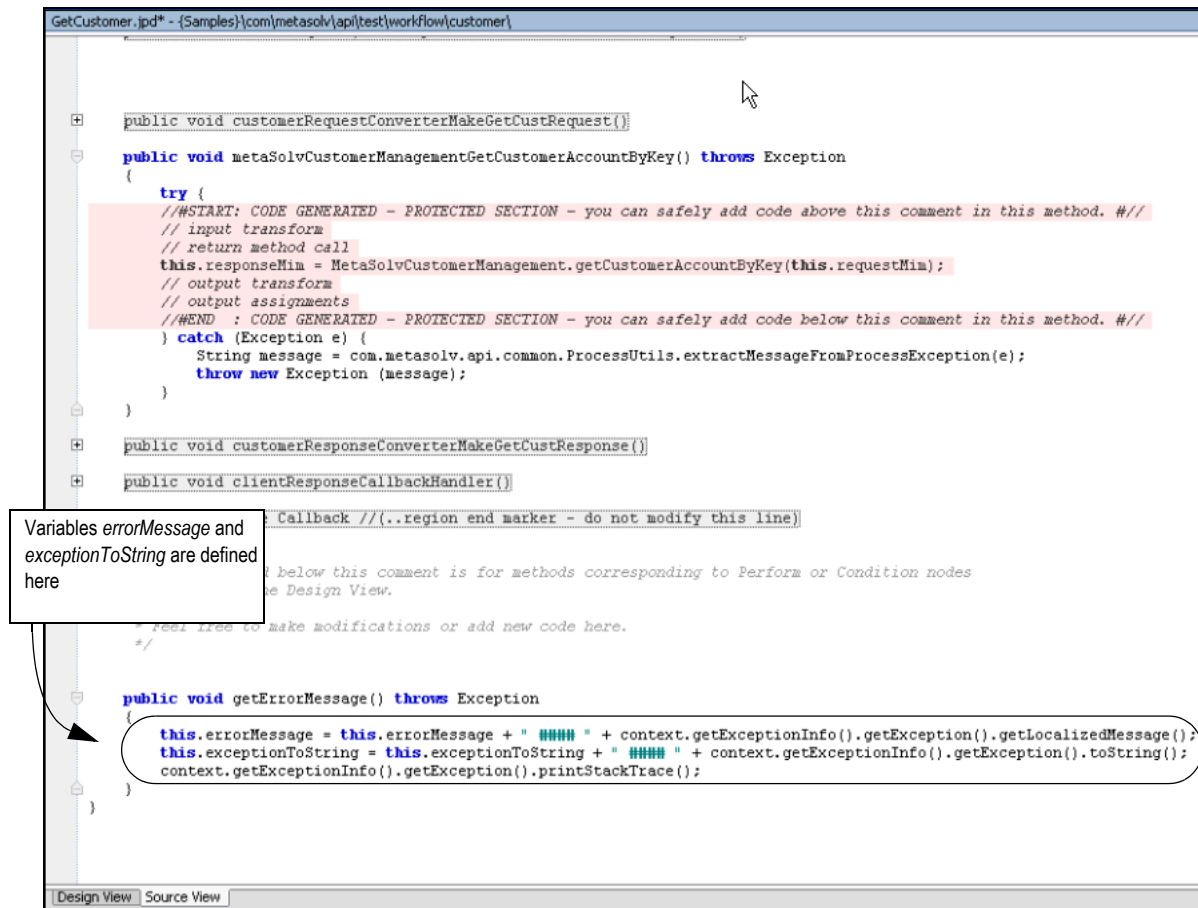 GetCustomer.jpd* - {Samples}\com\metasolv\api\test\workflow\customer\
public void customerRequestConverterMakeGetCustRequest()
public void metaSolvCustomerManagementGetCustomerAccountByKey() throws Exception
{
try {
//#START: CODE GENERATED - PROTECTED SECTION - you can safely add code above this comment in this method. #//
// input transform
// return method call
this.responseMim = MetaSolvCustomerManagement.getCustomerAccountByKey(this.requestMim);
// output transform
// output assignments
//#END : CODE GENERATED - PROTECTED SECTION - you can safely add code below this comment in this method. #//
} catch (Exception e) {
String message = com.metasolv.api.common.ProcessUtils.extractMessageFromProcessException(e);
throw new Exception (message);
}
}
public void customerResponseConverterMakeGetCustResponse()
public void clientResponseCallbackHandler()
Callback //(..region end marker - do not modify this line)
Variables errorMessage and
exceptionToString are defined
here
below this comment is for methods corresponding to Perform or Condition nodes
Design View.
* Feel free to make modifications or add new code here.
*/
public void getErrorMessage() throws Exception
{
this.errorMessage = this.errorMessage + " #### " + context.getExceptionInfo().getException().getLocalizedMessage();
this.exceptionToString = this.exceptionToString + " #### " + context.getExceptionInfo().getException().toString();
context.getExceptionInfo().getException().printStackTrace();
}
}
Design View Source View